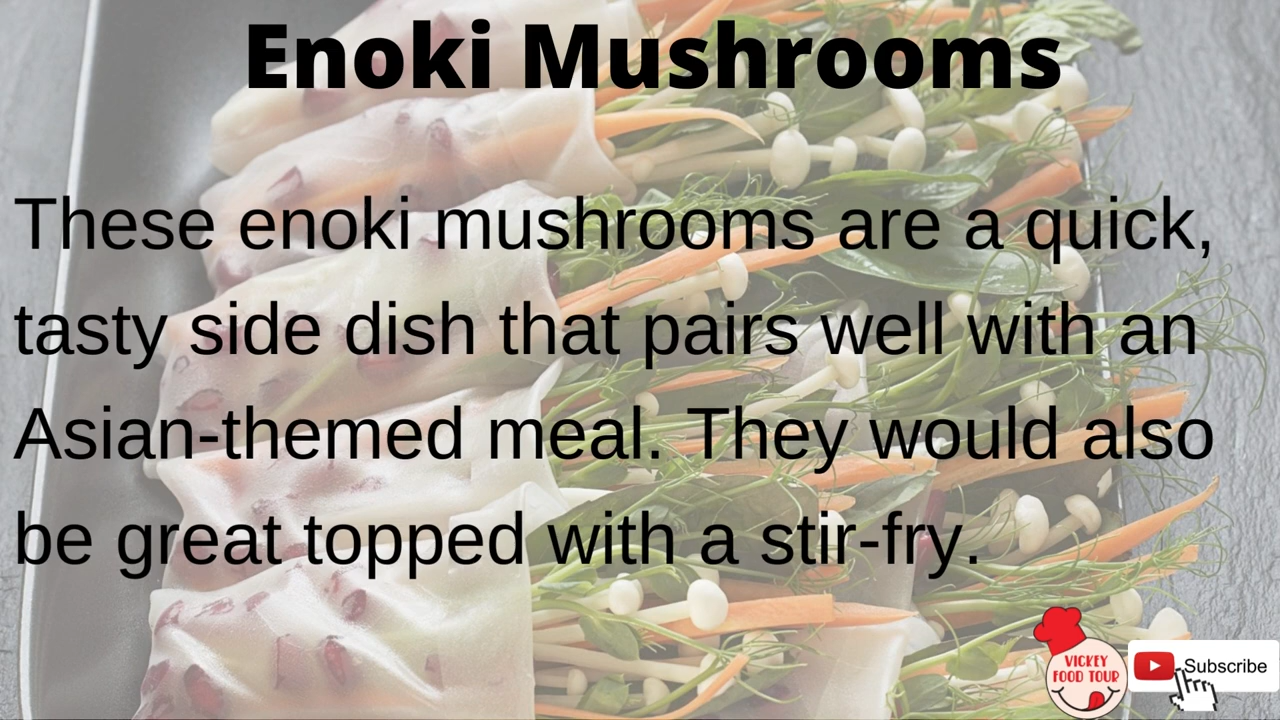 Enoki Mushrooms
These enoki mushrooms are a quick,
tasty side dish that pairs well with an
Asian-themed meal. They would also
be great topped with a stir-fry.
VICKEY
FOOD TOUR
Subscribe